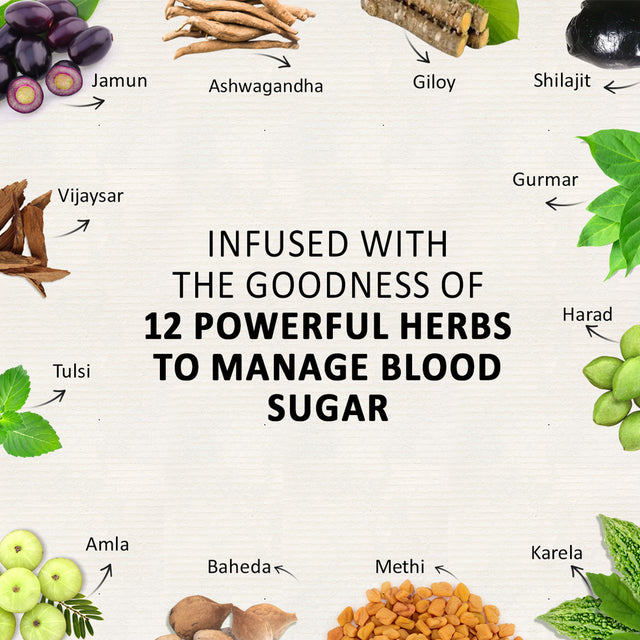 Jamun
Ashwagandha
Giloy
Shilajit
Vijaysar
Gurmar
INFUSED WITH
THE GOODNESS OF
12 POWERFUL HERBS
TO MANAGE BLOOD
SUGAR
Harad
Tulsi
Amla
Baheda
Methi
Karela